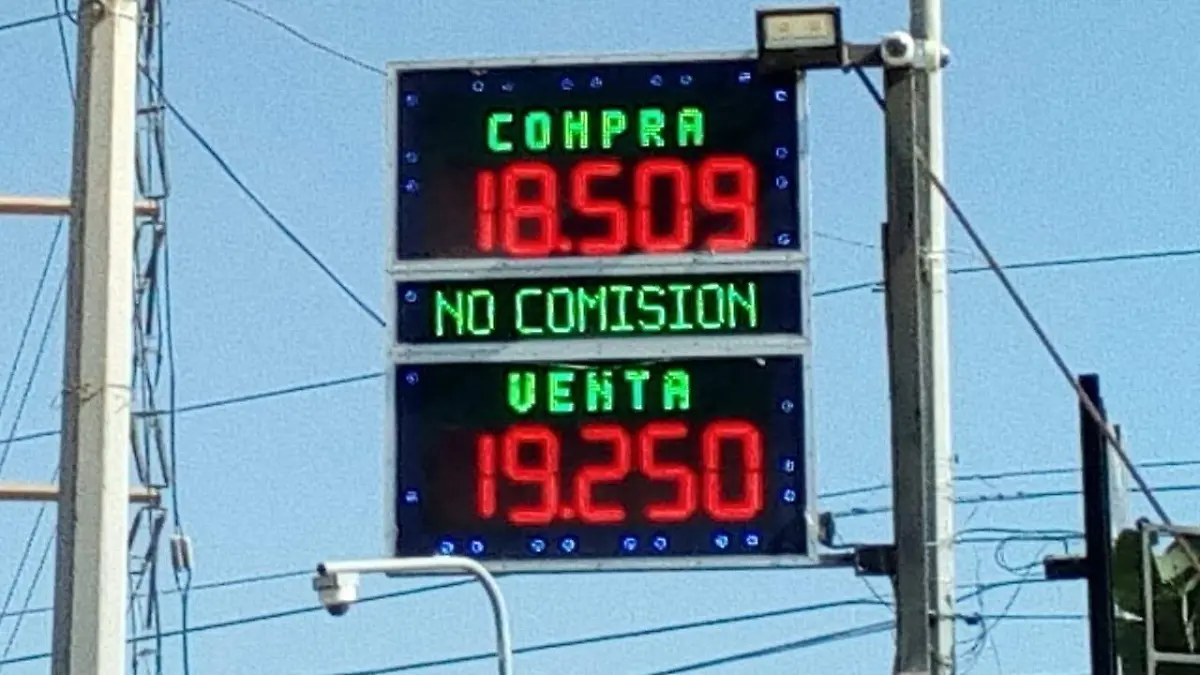 COMPRA
18.509
NO COMISION
VENTA
19.250